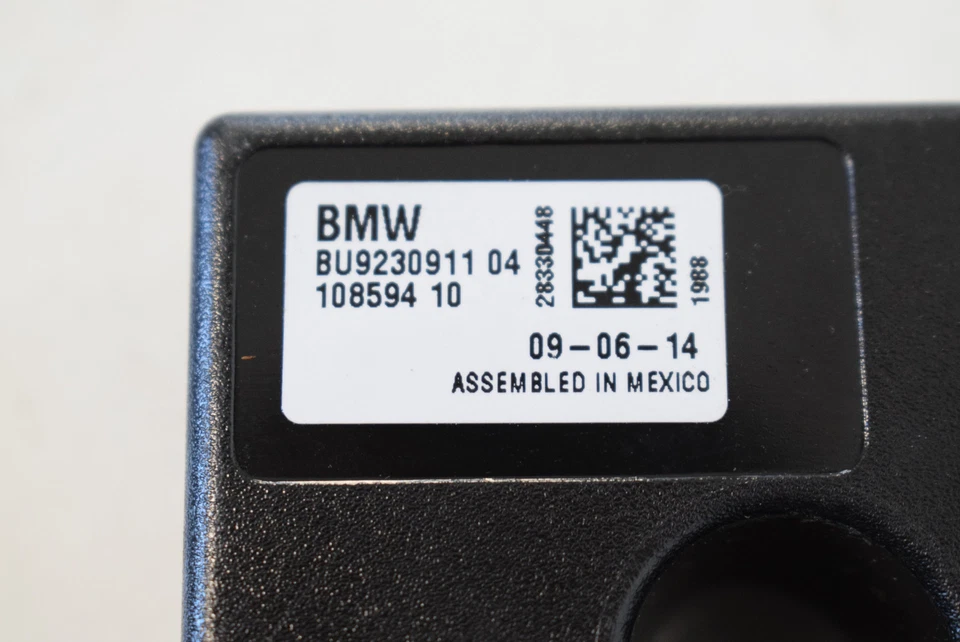 BMW
BU9230911 04
108594 10
28330448
1988
09-06-14
ASSEMBLED IN MEXICO